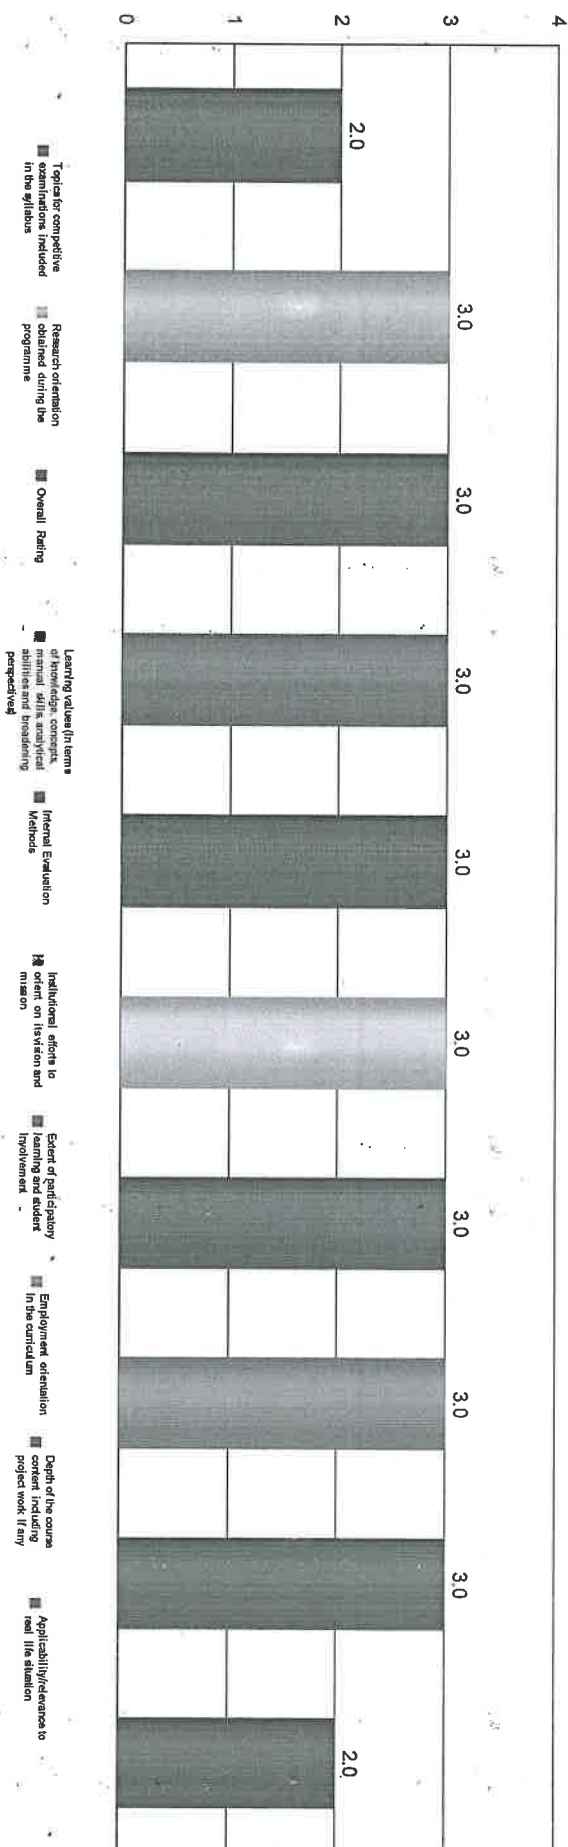 4
3
2
1
0
2.0
3.0
3.0
3.0
3.0
3.0
3.0
3.0
3.0
2.0
Topics for competitive
examinations included
in the syllabus
Research orientation
obtained during the
programme
Overall Rating
Learning values (in terms
of knowledge, concepts,
manual skills, analytical
abilities and broadening
perspectives)
Internal Evaluation
Methods
Institutional efforts to
orient on its vision and
mission
Extent of participatory
learning and student
involvement
Employment orientation
in the curriculum
Depth of the course
content including
project work if any
Applicability/relevance to
real life situation